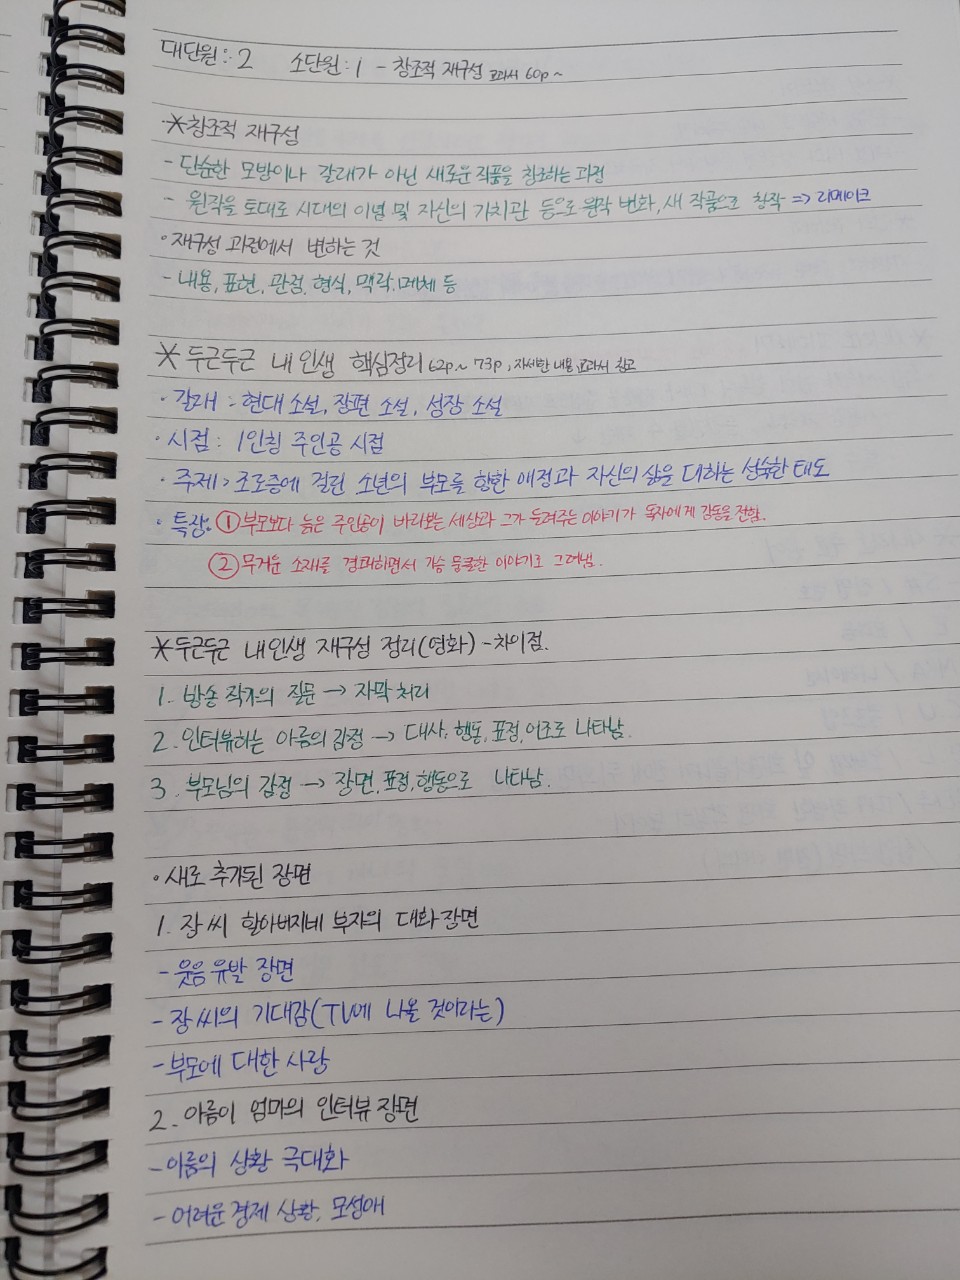 대단원: 2 소단원: 1 - 창조적 재구성 교과서 60p~
*창조적 재구성
- 단순한 모방이나 갈래가 아닌 새로운 작품을 창조하는 과정
- 원작을 토대로 시대의 이념 및 자신의 가치관 등으로 원작 변화, 새 작품으로 창작 => 리메이크
·재구성 과정에서 변하는 것
- 내용, 표현, 관점, 형식, 맥락, 매체 등
* 두근두근 내 인생 핵심정리 62p~ 73p, 자세한 내용 교과서 참고
· 갈래 : 현대 소설, 장편 소설, 성장 소설
· 시점 : 1인칭 주인공 시점
· 주제 : 조로증에 걸린 소년의 부모를 향한 애정과 자신의 삶을 대하는 성숙한 태도
· 특징: ① 부모보다 늙은 주인공이 바라보는 세상과 그가 들려주는 이야기가 독자에게 감동을 전함.
② 무거운 소재를 경쾌하면서 가슴 뭉클한 이야기로 그려냄.
*두근두근 내 인생 재구성 정리(영화) - 차이점.
1. 방송 작가의 질문 → 자막 처리
2. 인터뷰하는 아름의 감정 → 대사, 행동, 표정, 어조로 나타남.
3. 부모님의 감정 → 장면, 표정, 행동으로 나타남.
· 새로 추가된 장면
1. 장 씨 할아버지네 부자의 대화 장면
- 웃음 유발 장면
- 장 씨의 기대감(TV에 나올 것이라는)
- 부모에 대한 사랑
2. 아름이 엄마의 인터뷰 장면
- 아름의 상황 극대화
- 어려운 경제 상황, 모성애